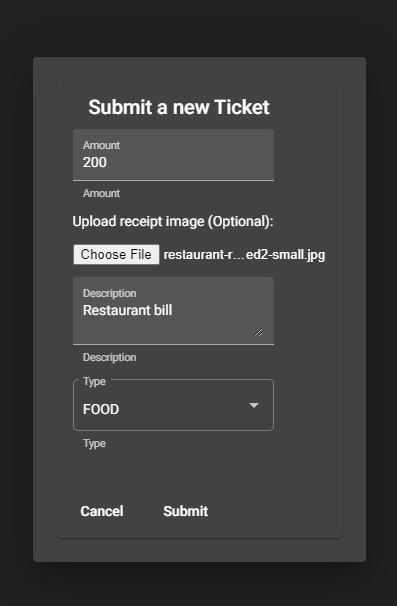 Submit a new Ticket
Amount
200
Amount
Upload receipt image (Optional):
Choose File restaurant-r...ed2-small.jpg
Description
Restaurant bill
Description
Type
FOOD
Type
Cancel Submit